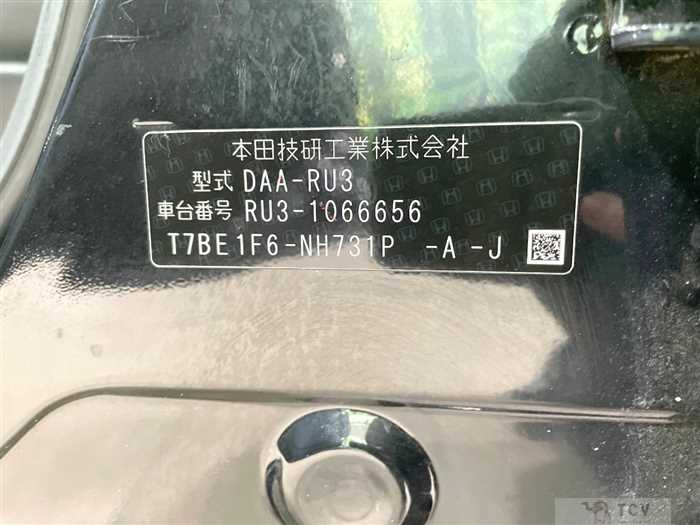 本田技研工業株式会社
型式 DAA-RU3
車台番号 RU3-1066656
T7BE1F6-NH731P -A -J
TCV